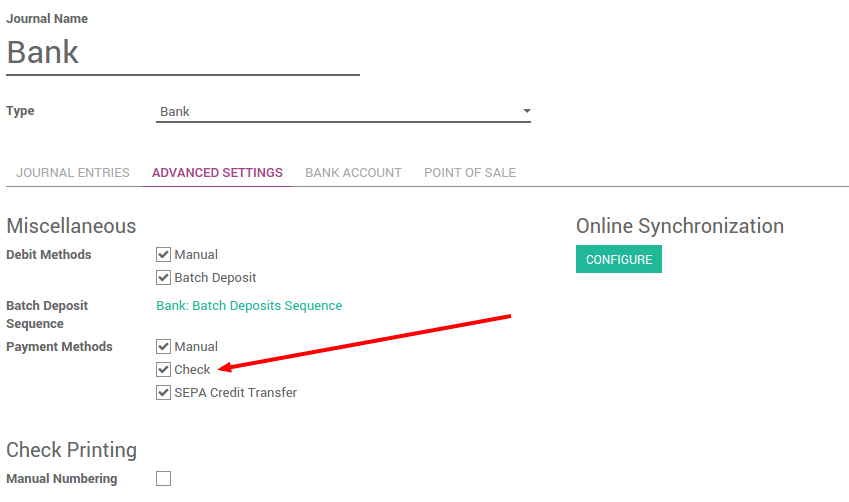 Journal Name
Bank
Type
Bank
JOURNAL ENTRIES
ADVANCED SETTINGS
BANK ACCOUNT
POINT OF SALE
Miscellaneous
Debit Methods
Manual
Batch Deposit
Batch Deposit
Sequence
Bank: Batch Deposits Sequence
Payment Methods
Manual
Check
SEPA Credit Transfer
Online Synchronization
CONFIGURE
Check Printing
Manual Numbering